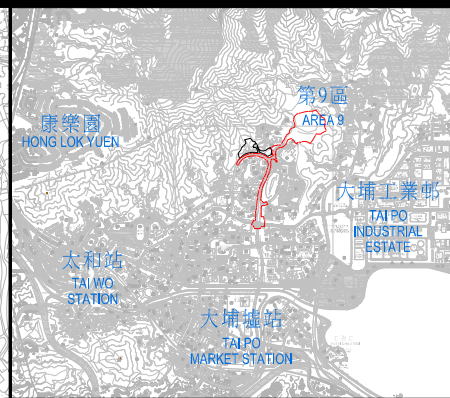 第9區
AREA 9
康樂園
HONG LOK YUEN
大埔工業邨
TAI PO
INDUSTRIAL
ESTATE
太和站
TAI WO
STATION
大埔墟站
TAI PO
MARKET STATION